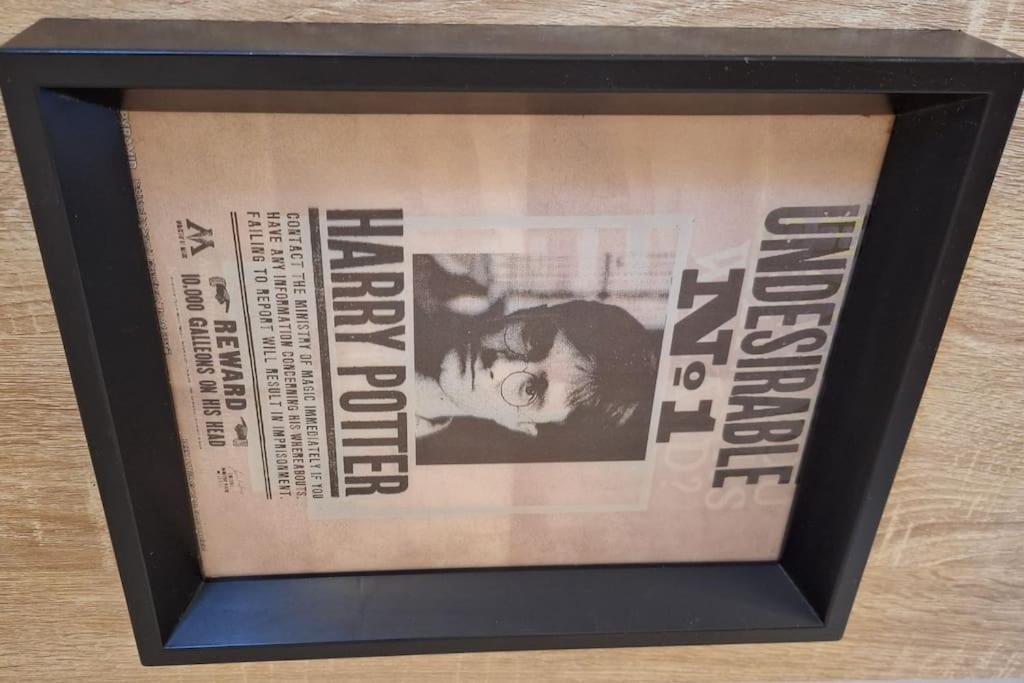 UNDESIRABLE
Nº 1
HARRY POTTER
CONTACT THE MINISTRY OF MAGIC IMMEDIATELY IF YOU
HAVE ANY INFORMATION CONCERNING HIS WHEREABOUTS.
FAILING TO REPORT WILL RESULT IN IMPRISONMENT.
REWARD
10.000 GALLEONS ON HIS HEAD